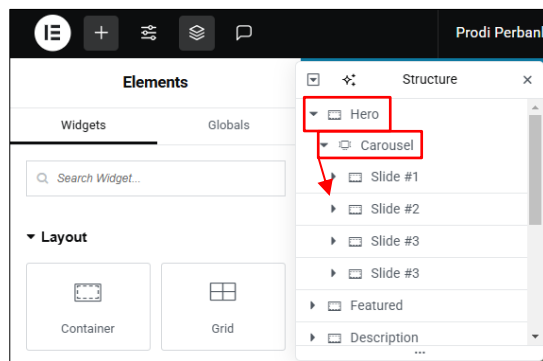 Prodi Perban
Elements
Structure
Widgets
Globals
Hero
Carousel
Search Widget...
Slide #1
Slide #2
Layout
Slide #3
Slide #3
Container
Grid
Featured
Description